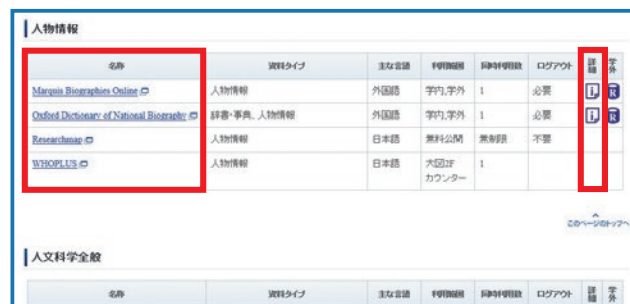 人物情報
名称 資料タイプ 主な言語 利用範囲 同時利用数 ログアウト 詳細 学外
Marquis Biographies Online 人物情報 外国語 学内,学外 1 必要 i R
Oxford Dictionary of National Biography 辞書・事典、人物情報 外国語 学内,学外 1 必要 i R
Researchmap 人物情報 日本語 無料公開 無制限 不要
WHOPLUS 人物情報 日本語 大図2F 1
カウンター
このページのトップへ
人文科学全般
名称 資料タイプ 主な言語 利用範囲 同時利用数 ログアウト 詳細 学外